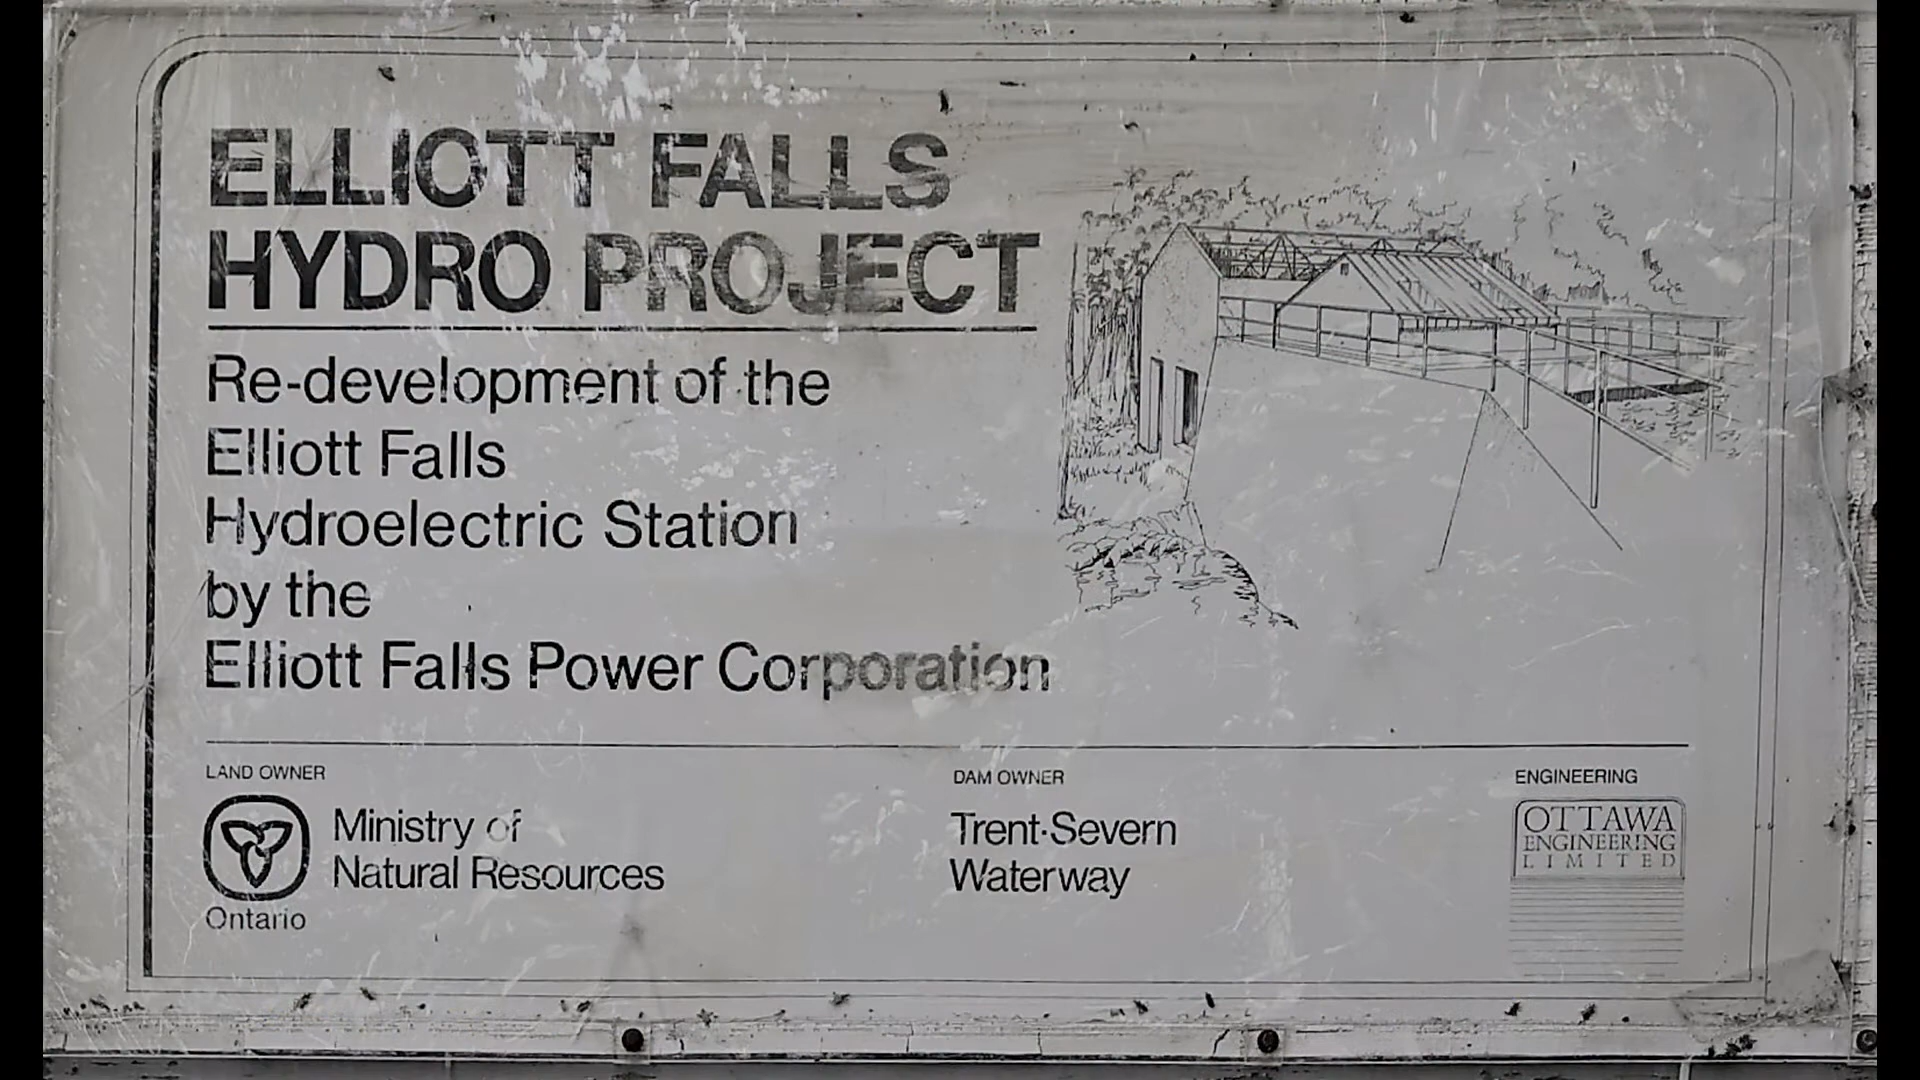 ELLIOTT FALLS
HYDRO PROJECT
Re-development of the
Elliott Falls
Hydroelectric Station
by the
Elliott Falls Power Corporation
LAND OWNER
Ministry of
Natural Resources
Ontario
DAM OWNER
Trent-Severn
Waterway
ENGINEERING
OTTAWA
ENGINEERING
LIMITED